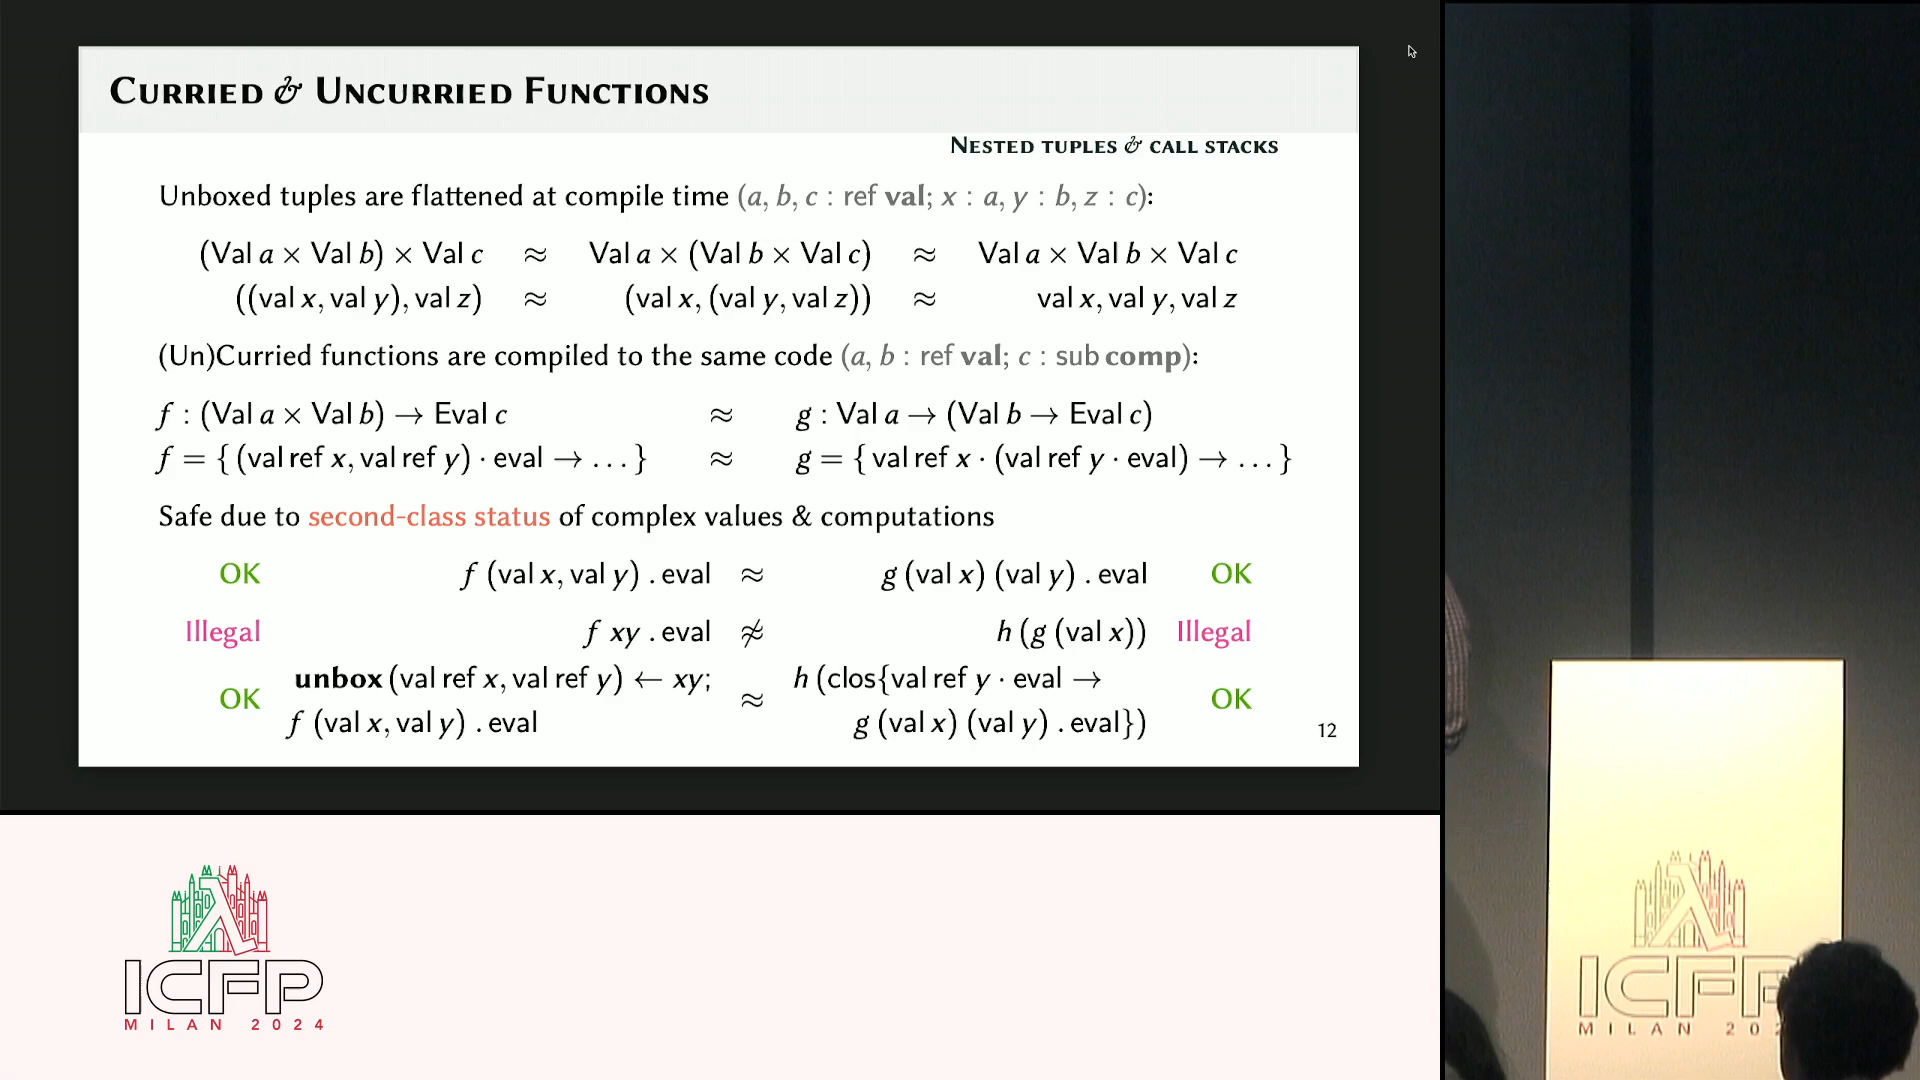 CURRIED & UNCURRIED FUNCTIONS
NESTED TUPLES & CALL STACKS
Unboxed tuples are flattened at compile time (a, b, c : ref val; x : a, y : b, z : c):
(Val a × Val b) × Val c ≈ Val a × (Val b × Val c) ≈ Val a × Val b × Val c
((val x, val y), val z) ≈ (val x, (val y, val z)) ≈ val x, val y, val z
(Un)Curried functions are compiled to the same code (a, b : ref val; c : sub comp):
f : (Val a × Val b) → Eval c ≈ g : Val a → (Val b → Eval c)
f = { (val ref x, val ref y) · eval → . . . } ≈ g = { val ref x · (val ref y · eval) → . . . }
Safe due to second-class status of complex values & computations
OK f (val x, val y) . eval ≈ g (val x) (val y) . eval OK
Illegal f xy . eval ≉ h (g (val x)) Illegal
OK unbox (val ref x, val ref y) ← xy; ≈ h (clos{val ref y · eval → OK
f (val x, val y) . eval g (val x) (val y) . eval})
12
ICFP
MILAN 2024
ICFP
MILAN 202